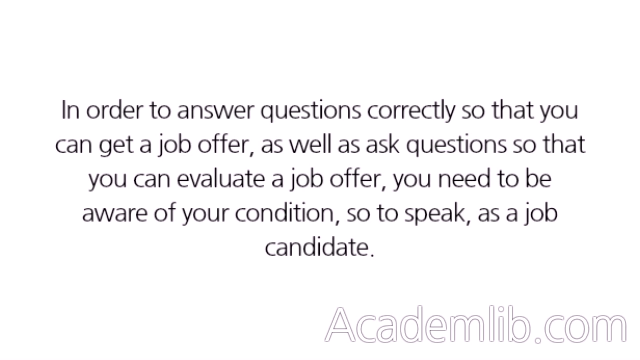 In order to answer questions correctly so that you
can get a job offer, as well as ask questions so that
you can evaluate a job offer, you need to be
aware of your condition, so to speak, as a job
candidate.
Academlib.com